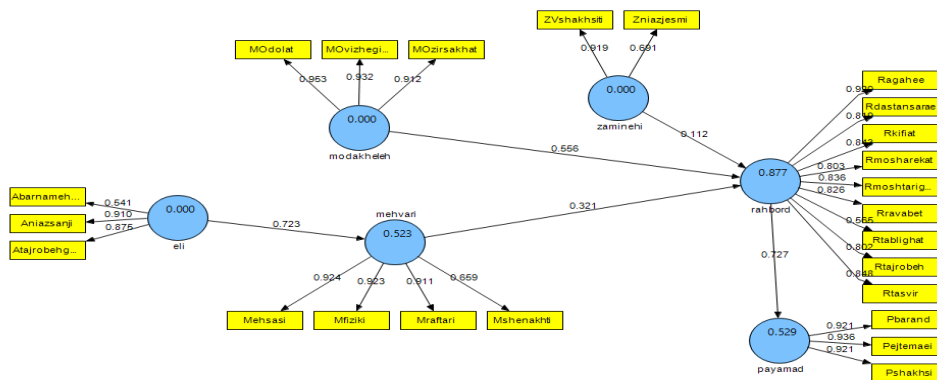 ZVshakhsiti
Zniazjesmi
MOdolat
MOvizhegi...
MOzirsakhat
0.919
0.691
0.953
0.932
0.912
0.000
zaminehi
0.000
modakheleh
0.112
0.556
Ragahee
Rdastansarae
Rkifiat
Rmosharekat
Rmoshtarig...
Rravabet
Rtablighat
Rtajrobeh
Rtasvir
0.803
0.836
0.826
0.565
0.802
0.848
0.877
rahbord
Abarnameh...
Aniazsanji
Atajrobehg...
0.541
0.910
0.875
0.000
eli
0.723
mehvari
0.523
0.321
0.924
0.923
0.911
0.659
Mehsasi
Mfiziki
Mraftari
Mshenakhti
0.727
0.529
payamad
0.921
0.936
0.921
Pbarand
Pejtemaei
Pshakhsi